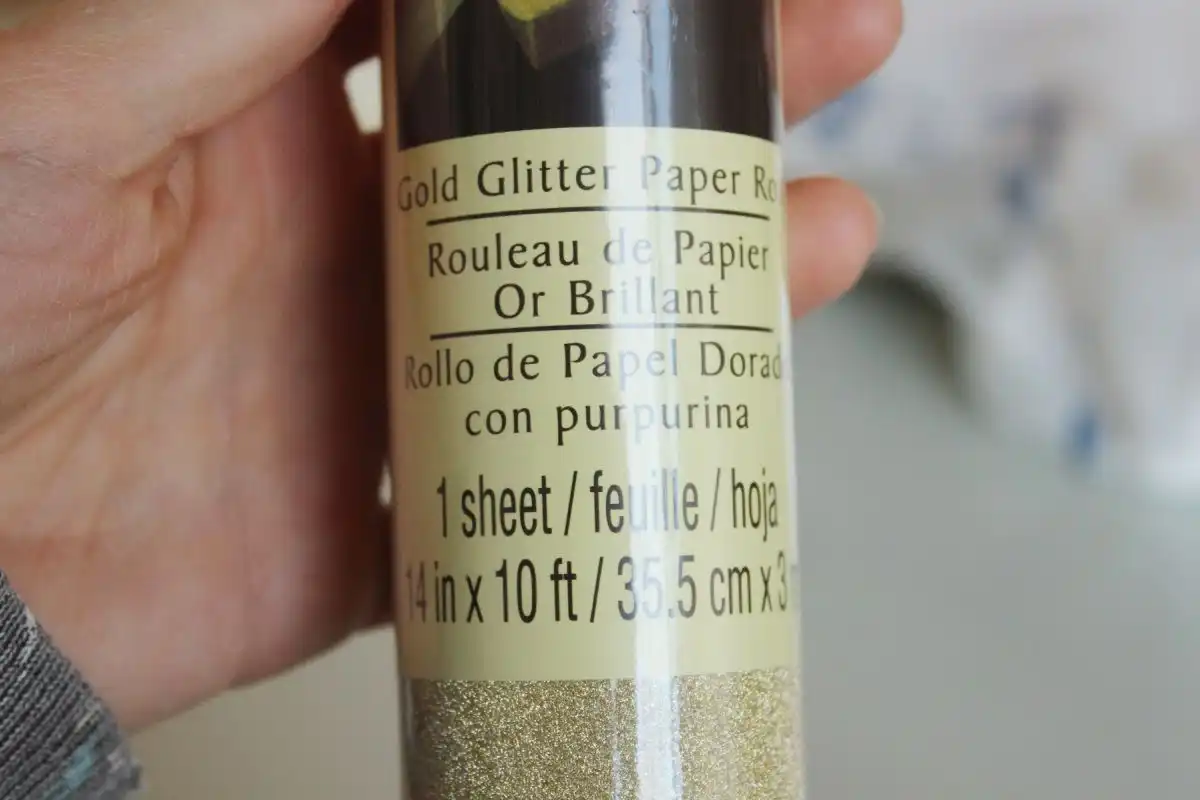 Gold Glitter Paper Ro
Rouleau de Papier
Or Brillant
Rollo de Papel Dorad
con purpurina
1 sheet / feuille / hoja
14 in x 10 ft / 35.5 cm x 3